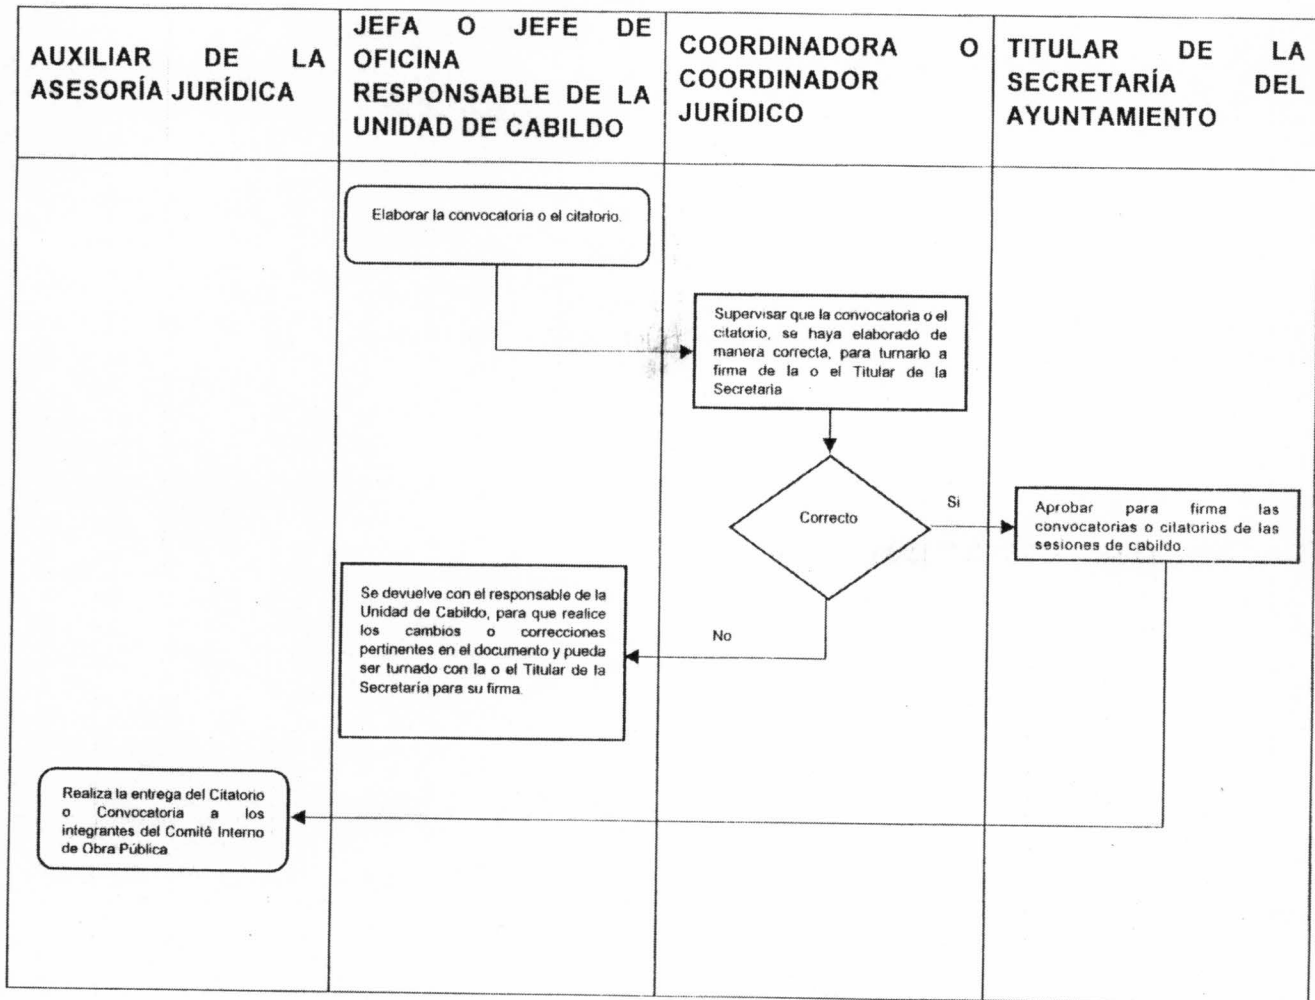 AUXILIAR DE LA
ASESORÍA JURÍDICA
JEFA O JEFE DE
OFICINA
RESPONSABLE DE LA
UNIDAD DE CABILDO
COORDINADORA O
COORDINADOR
JURÍDICO
TITULAR DE LA
SECRETARÍA DEL
AYUNTAMIENTO
Elaborar la convocatoria o el citatorio.
Supervisar que la convocatoria o el
citatorio, se haya elaborado de
manera correcta, para turnarlo a
firma de la o el Titular de la
Secretaria
Correcto
Si
Aprobar para firma las
convocatorias o citatorios de las
sesiones de cabildo.
Se devuelve con el responsable de la
Unidad de Cabildo, para que realice
los cambios o correcciones
pertinentes en el documento y pueda
ser turnado con la o el Titular de la
Secretaría para su firma.
No
Realiza la entrega del Citatorio
o Convocatoria a los
integrantes del Comité Interno
de Obra Pública